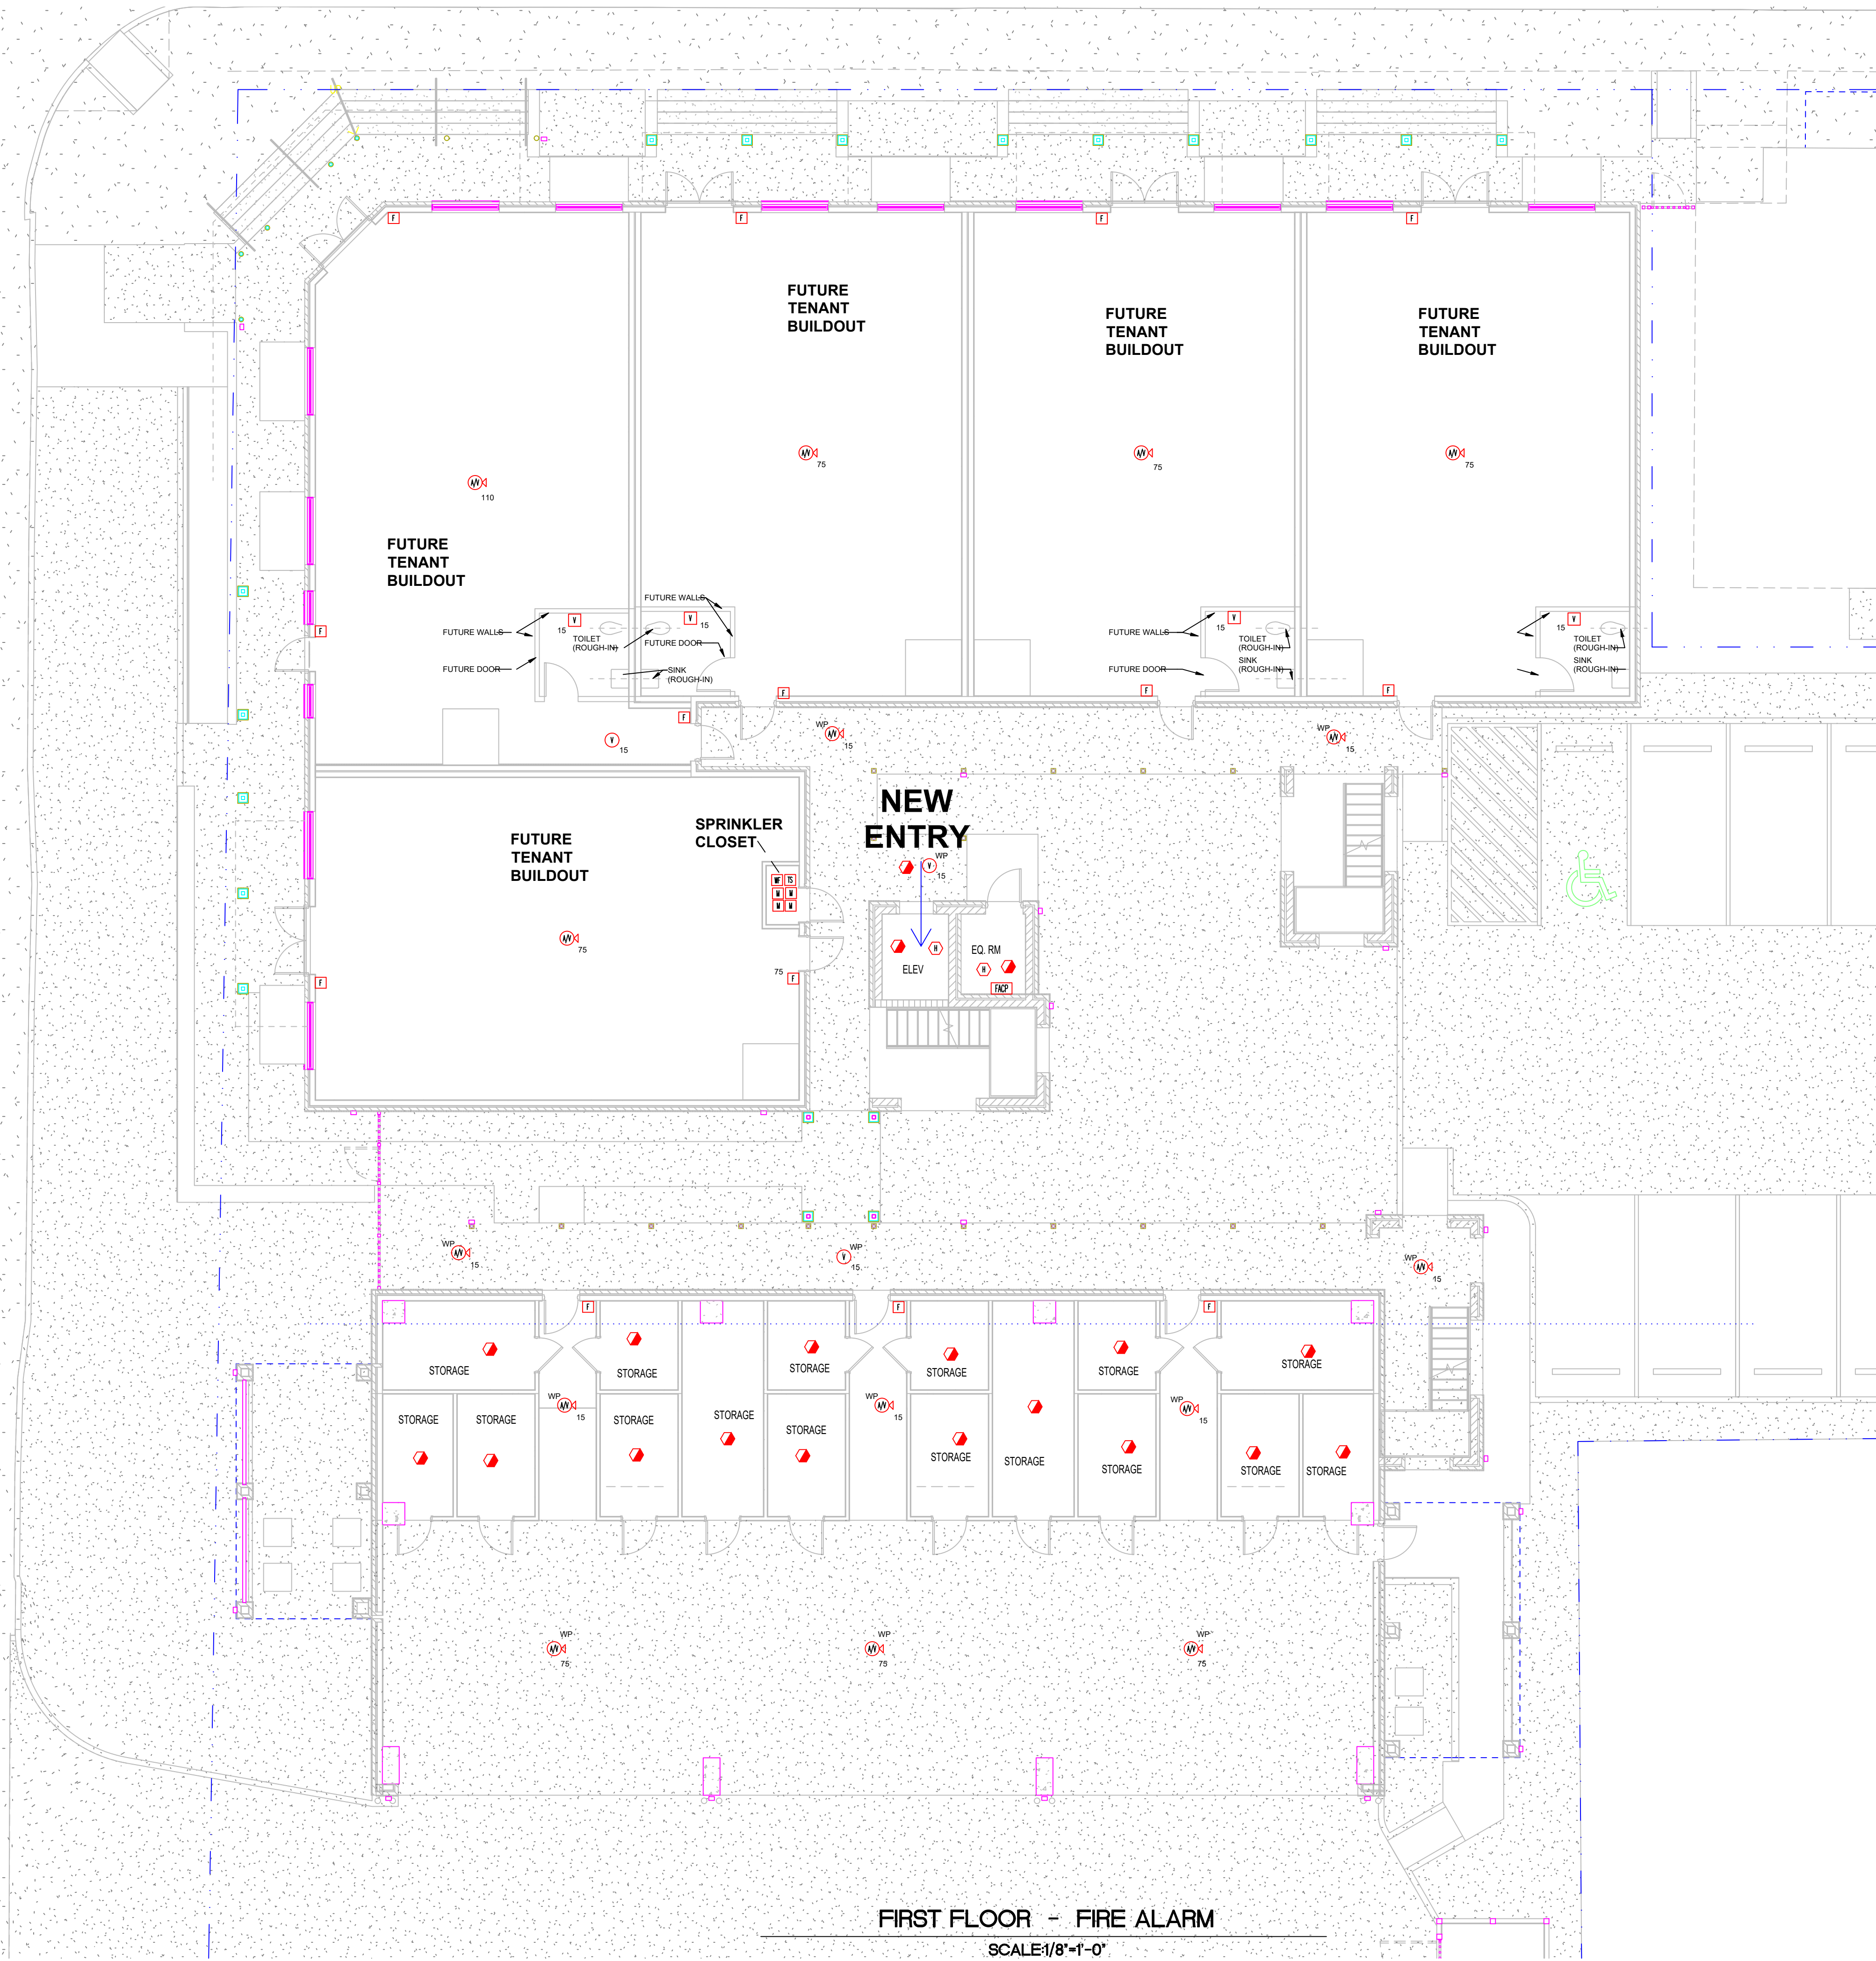 F
F
F
F
FUTURE
TENANT
BUILDOUT
FUTURE
TENANT
BUILDOUT
FUTURE
TENANT
BUILDOUT
A/V
75
A/V
75
A/V
75
A/V
110
FUTURE
TENANT
BUILDOUT
FUTURE WALLS
FUTURE WALLS
FUTURE DOOR
FUTURE DOOR
V
15
V
15
TOILET
(ROUGH-IN)
SINK
(ROUGH-IN)
FUTURE WALLS
FUTURE DOOR
V
15
TOILET
(ROUGH-IN)
SINK
(ROUGH-IN)
V
15
TOILET
(ROUGH-IN)
SINK
(ROUGH-IN)
F
F
F
F
F
V
15
WP
A/V
15
WP
A/V
15
NEW
ENTRY
SPRINKLER
CLOSET
FUTURE
TENANT
BUILDOUT
WF TS
M M
M M
WP
V
15
A/V
75
75
F
F
H
ELEV
EQ. RM
H
FACP
WP
A/V
15
WP
V
15
WP
A/V
15
F
F
F
STORAGE
STORAGE
STORAGE
STORAGE
STORAGE
STORAGE
WP
A/V
15
WP
A/V
15
WP
A/V
15
STORAGE
STORAGE
STORAGE
STORAGE
STORAGE
STORAGE
STORAGE
STORAGE
STORAGE
STORAGE
WP
A/V
75
WP
A/V
75
WP
A/V
75
FIRST FLOOR - FIRE ALARM
SCALE:1/8"=1'-0"